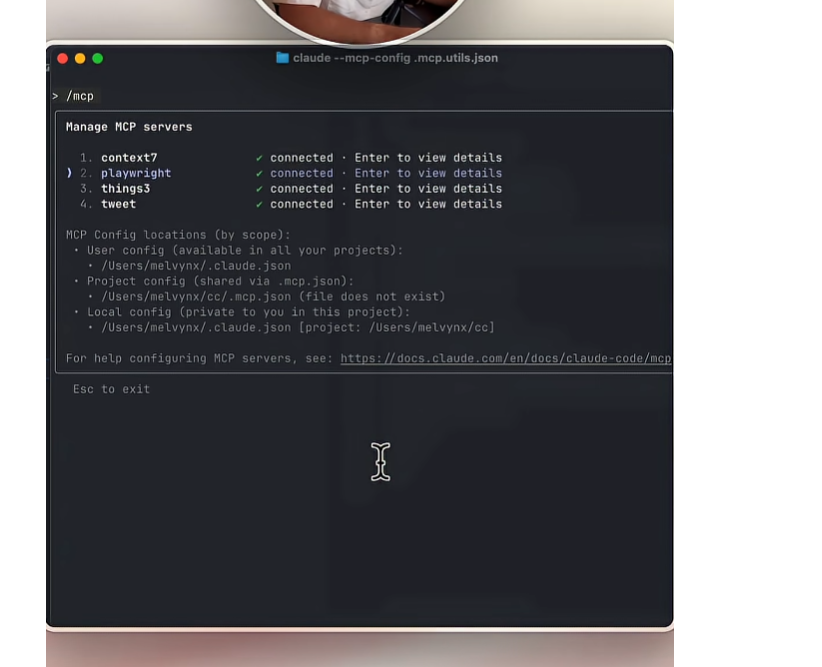 claude --mcp-config .mcp.utils.json
> /mcp
Manage MCP servers
1. context7 ✔ connected · Enter to view details
❯ 2. playwright ✔ connected · Enter to view details
3. things3 ✔ connected · Enter to view details
4. tweet ✔ connected · Enter to view details
MCP Config locations (by scope):
• User config (available in all your projects):
• /Users/melvynx/.claude.json
• Project config (shared via .mcp.json):
• /Users/melvynx/cc/.mcp.json (file does not exist)
• Local config (private to you in this project):
• /Users/melvynx/.claude.json [project: /Users/melvynx/cc]
For help configuring MCP servers, see: https://docs.claude.com/en/docs/claude-code/mcp
Esc to exit